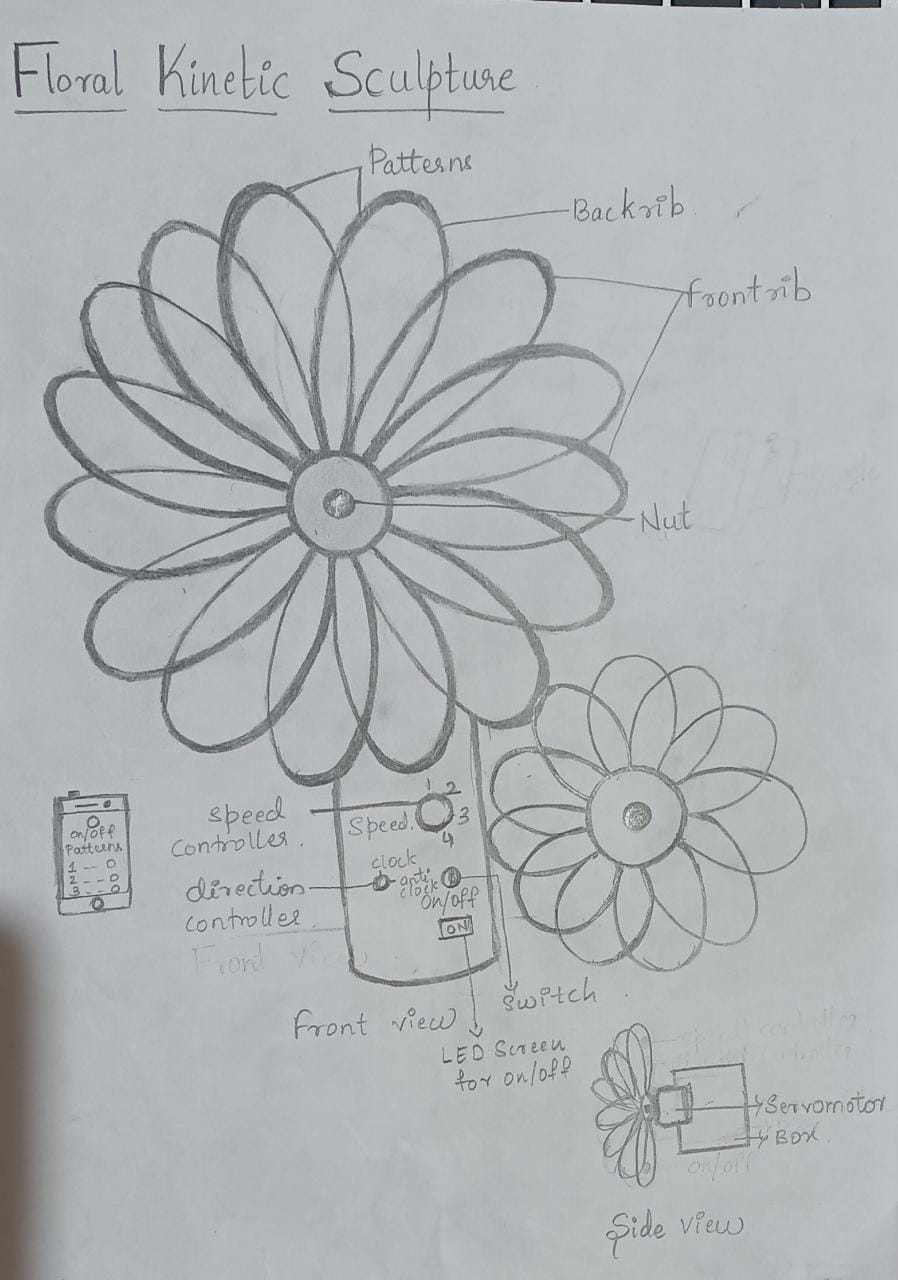 Floral Kinetic Sculpture
Patterns
Backrib
frontrib
Nut
speed
controller.
direction
controller.
Speed.
1 2
3
4
clock
anti
clock
on/off
ON
on/off
Patterns
1 -- O
2 -- O
3 -- O
Front View
front view
switch
LED Screen
for on/off
Servomotor
Box.
on/off
Side view